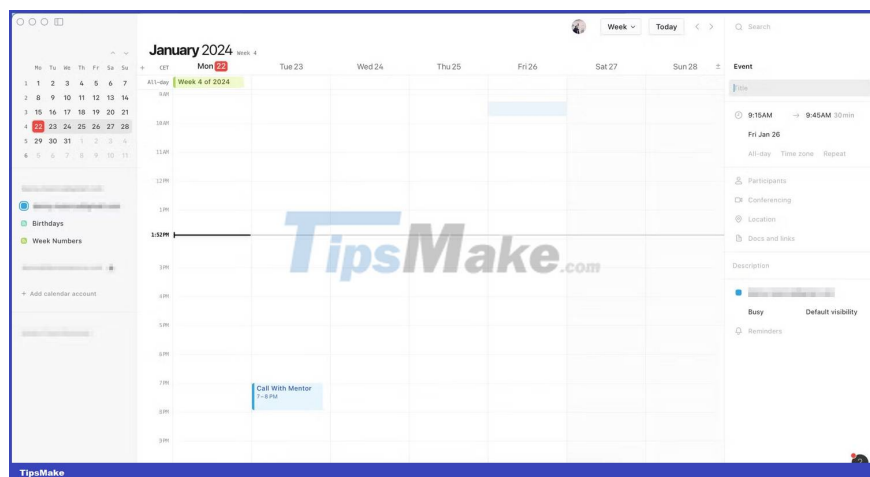 Week
Today
Search
January 2024 Week 4
Mo Tu We Th Fr Sa Su
1 1 2 3 4 5 6 7
2 8 9 10 11 12 13 14
3 15 16 17 18 19 20 21
4 22 23 24 25 26 27 28
5 29 30 31 1 2 3 4
6 5 6 7 8 9 10 11
Birthdays
Week Numbers
+ Add calendar account
+ CET Mon 22 Tue 23 Wed 24 Thu 25 Fri 26 Sat 27 Sun 28
All-day Week 4 of 2024
9AM
10AM
11AM
12PM
1PM
1:52PM
3PM
4PM
5PM
6PM
7PM
Call With Mentor
7–8PM
8PM
9PM
TipsMake.com
Event
Title
9:15AM → 9:45AM 30min
Fri Jan 26
All-day Time zone Repeat
Participants
Conferencing
Location
Docs and links
Description
Busy Default visibility
Reminders
?
TipsMake